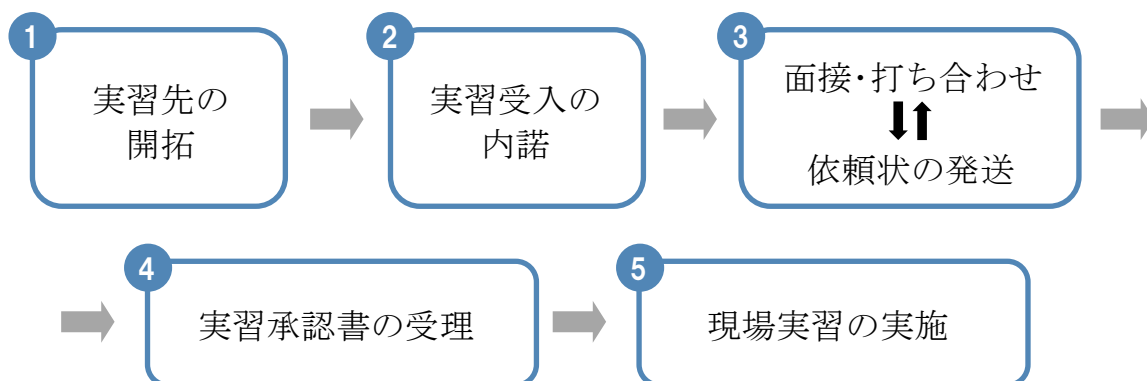 1
実習先の
開拓
2
実習受入の
内諾
3
面接･打ち合わせ
依頼状の発送
4
実習承認書の受理
5
現場実習の実施